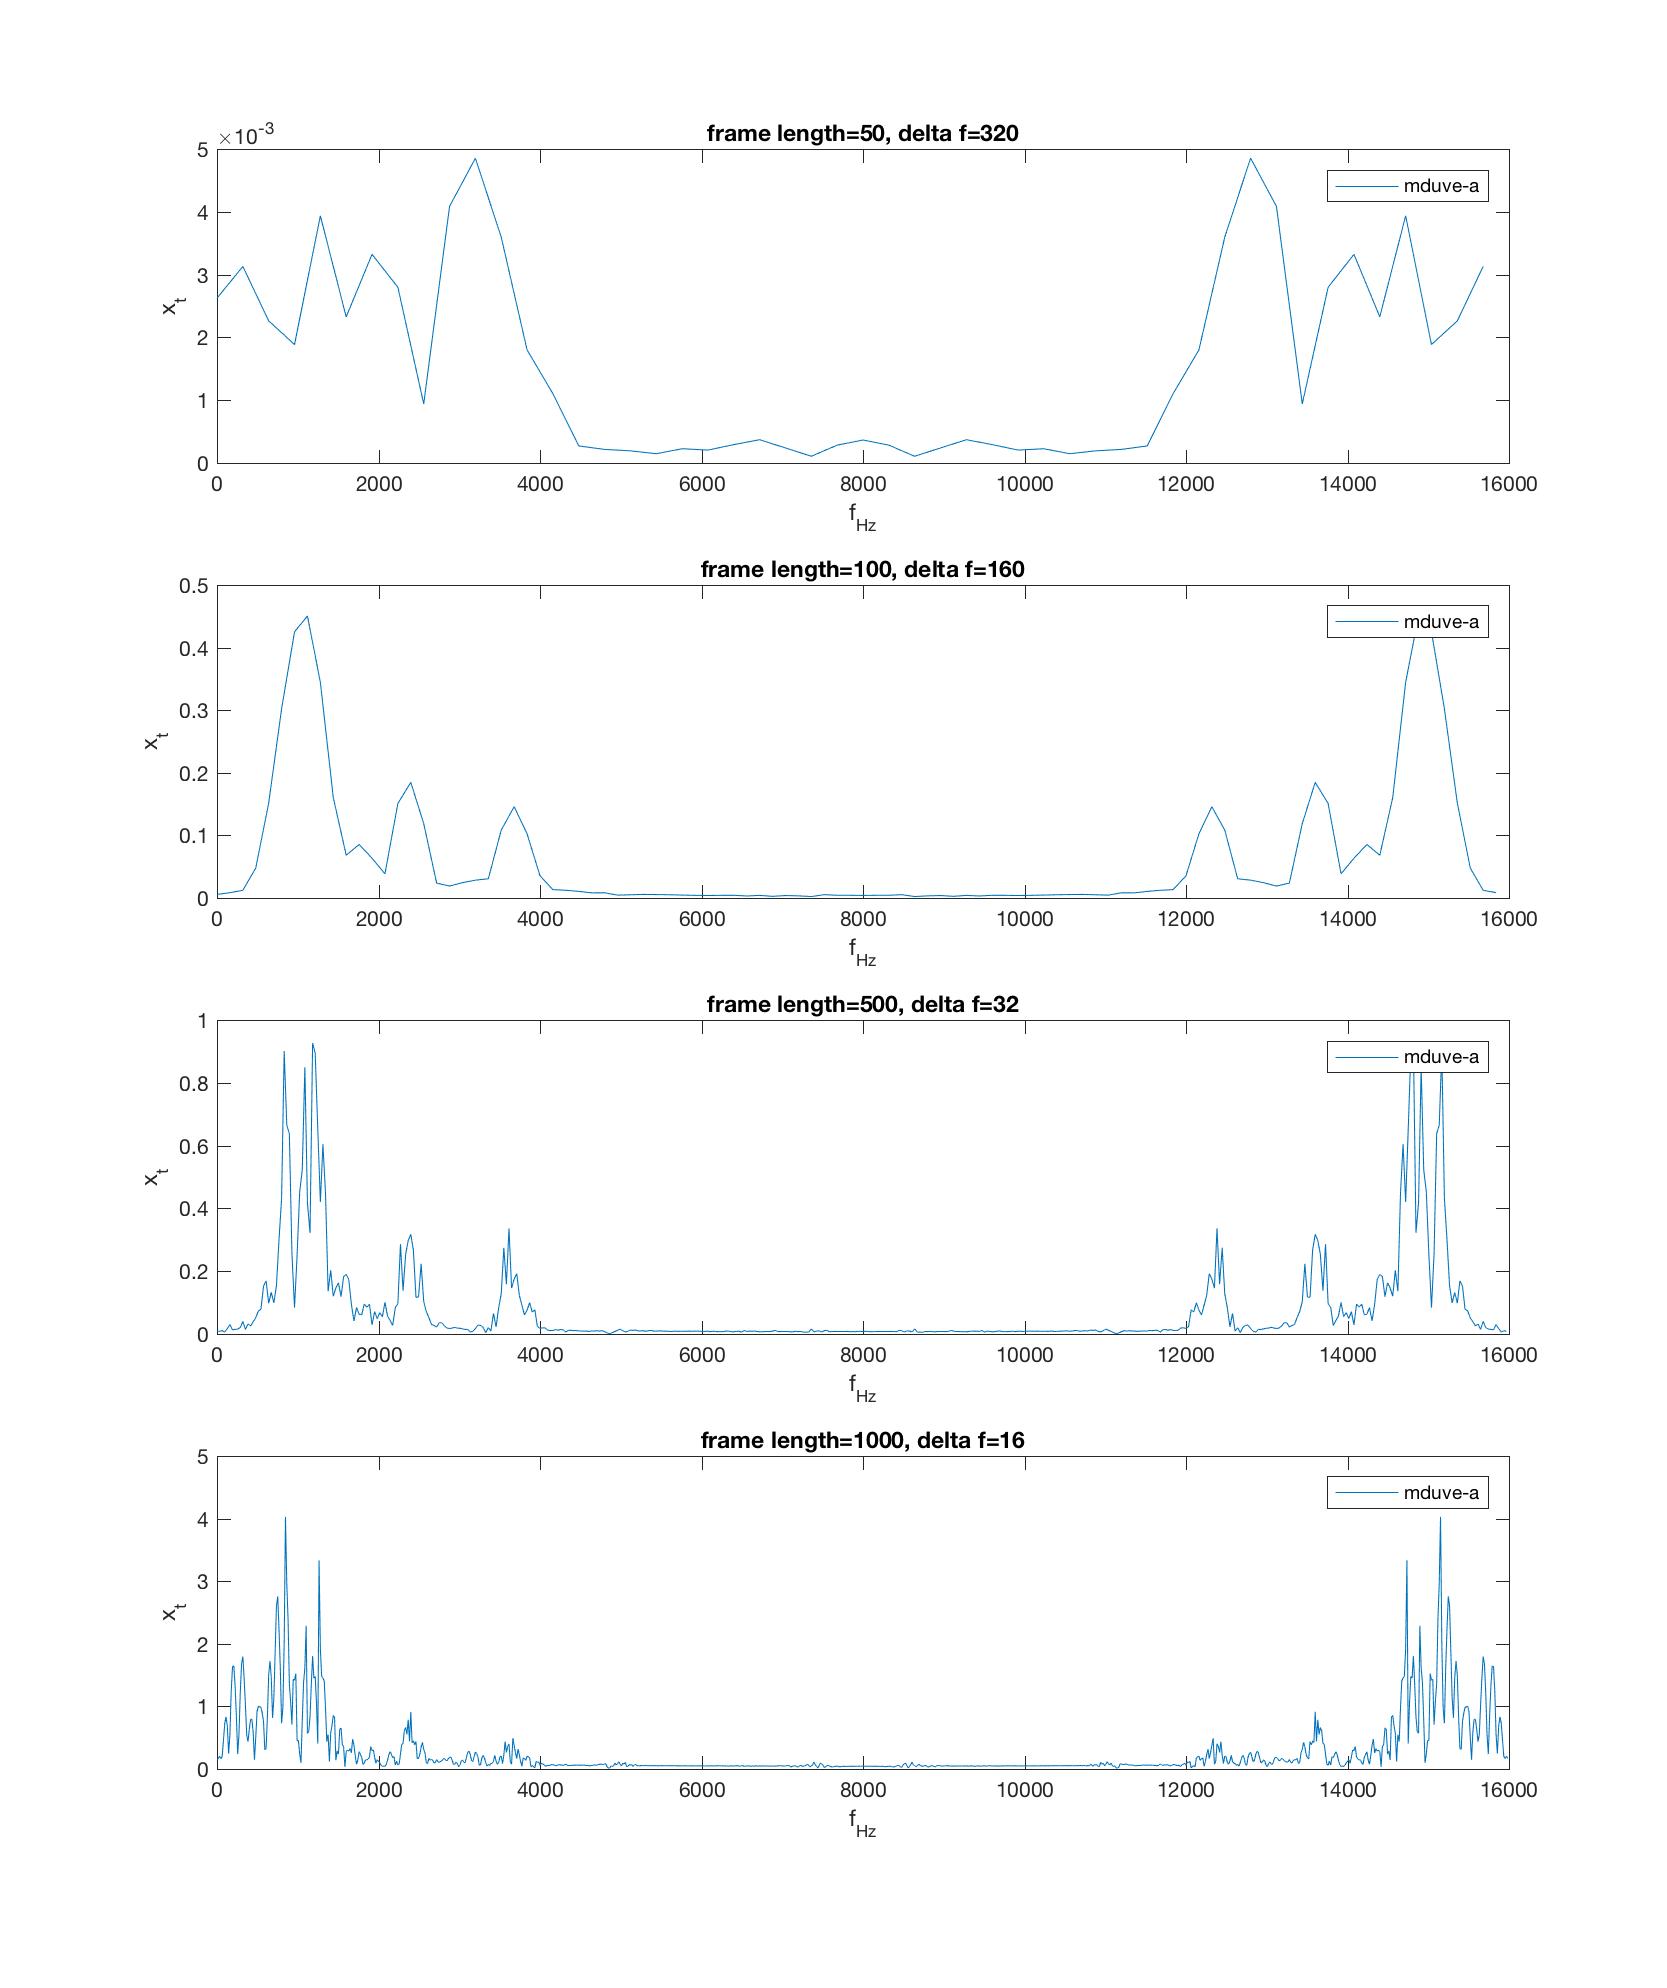 frame length=50, delta f=320
×10-3
5
4
3
2
1
0
x_t
mduve-a
0 2000 4000 6000 8000 10000 12000 14000 16000
f_Hz
frame length=100, delta f=160
0.5
0.4
0.3
0.2
0.1
0
x_t
mduve-a
0 2000 4000 6000 8000 10000 12000 14000 16000
f_Hz
frame length=500, delta f=32
1
0.8
0.6
0.4
0.2
0
x_t
mduve-a
0 2000 4000 6000 8000 10000 12000 14000 16000
f_Hz
frame length=1000, delta f=16
5
4
3
2
1
0
x_t
mduve-a
0 2000 4000 6000 8000 10000 12000 14000 16000
f_Hz